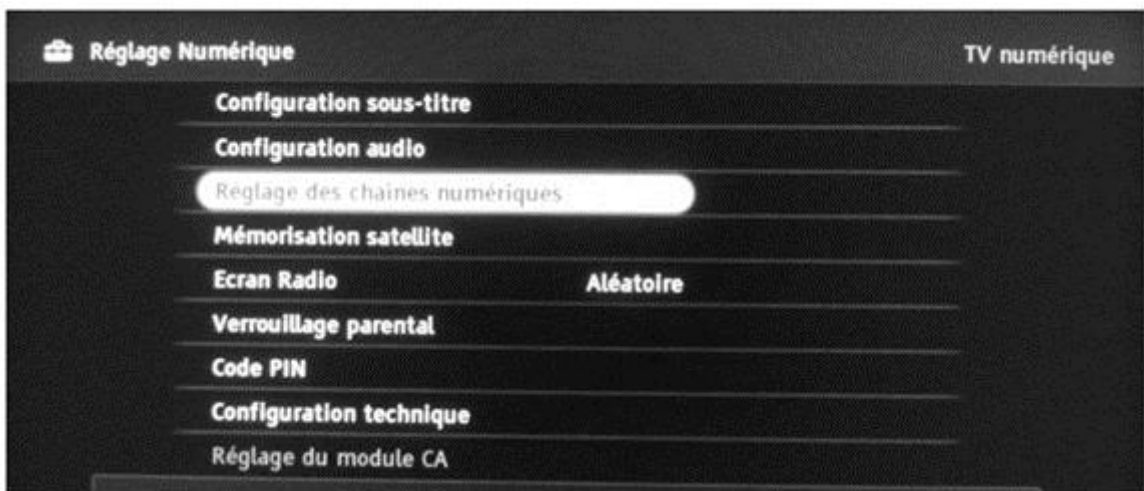 Réglage Numérique
TV numérique
Configuration sous-titre
Configuration audio
Réglage des chaines numériques
Mémorisation satellite
Ecran Radio Aléatoire
Verrouillage parental
Code PIN
Configuration technique
Réglage du module CA